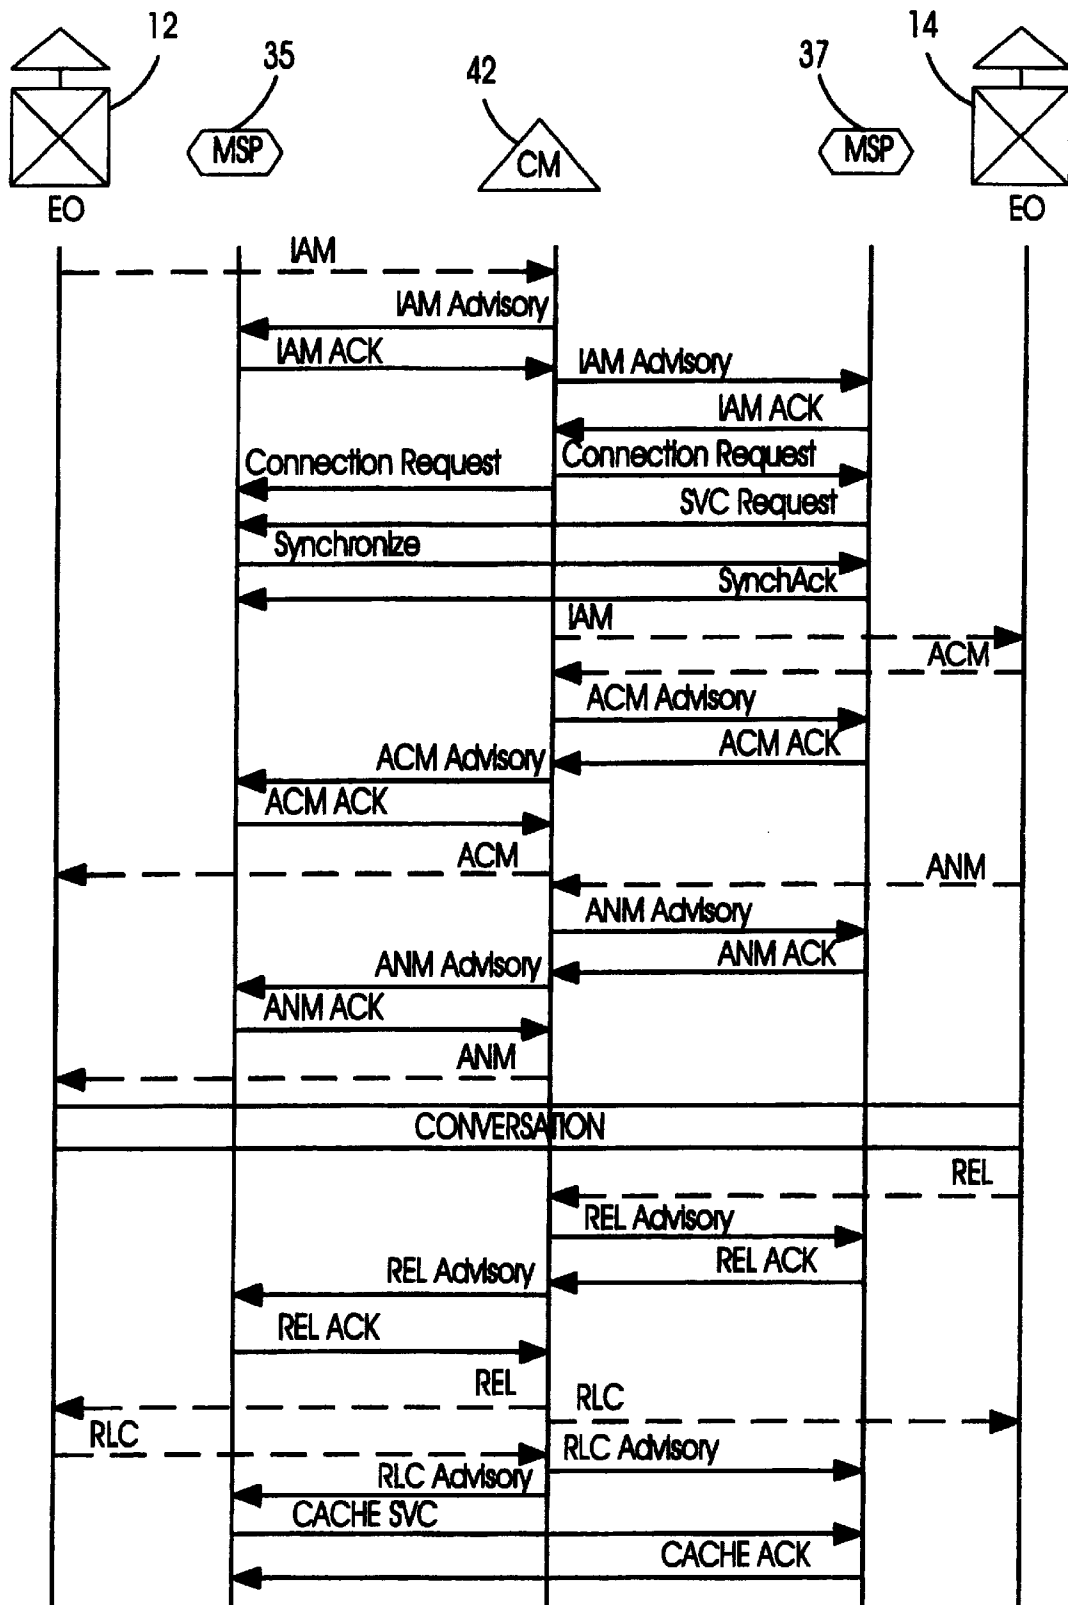 12
35
42
37
14
MSP
CM
MSP
EO
EO
IAM
IAM Advisory
IAM ACK
IAM Advisory
IAM ACK
Connection Request
Connection Request
SVC Request
Synchronize
SynchAck
IAM
ACM
ACM Advisory
ACM ACK
ACM Advisory
ACM ACK
ACM
ANM
ANM Advisory
ANM ACK
ANM Advisory
ANM ACK
ANM
CONVERSATION
REL
REL Advisory
REL ACK
REL Advisory
REL ACK
REL
RLC
RLC
RLC Advisory
RLC Advisory
CACHE SVC
CACHE ACK